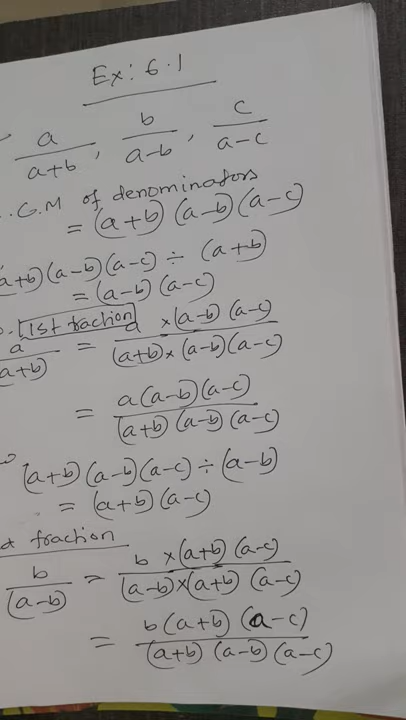 Ex: 6.1
a/(a+b), b/(a-b), c/(a-c)
.C.M of denominators
= (a+b) (a-b) (a-c)
a+b) (a-b) (a-c) ÷ (a+b)
= (a-b) (a-c)
1st fraction
a/(a+b) = a × (a-b) (a-c) / (a+b) × (a-b) (a-c)
= a (a-b) (a-c) / (a+b) (a-b) (a-c)
(a+b) (a-b) (a-c) ÷ (a-b)
= (a+b) (a-c)
fraction
b/(a-b) = b × (a+b) (a-c) / (a-b) × (a+b) (a-c)
= b (a+b) (a-c) / (a+b) (a-b) (a-c)